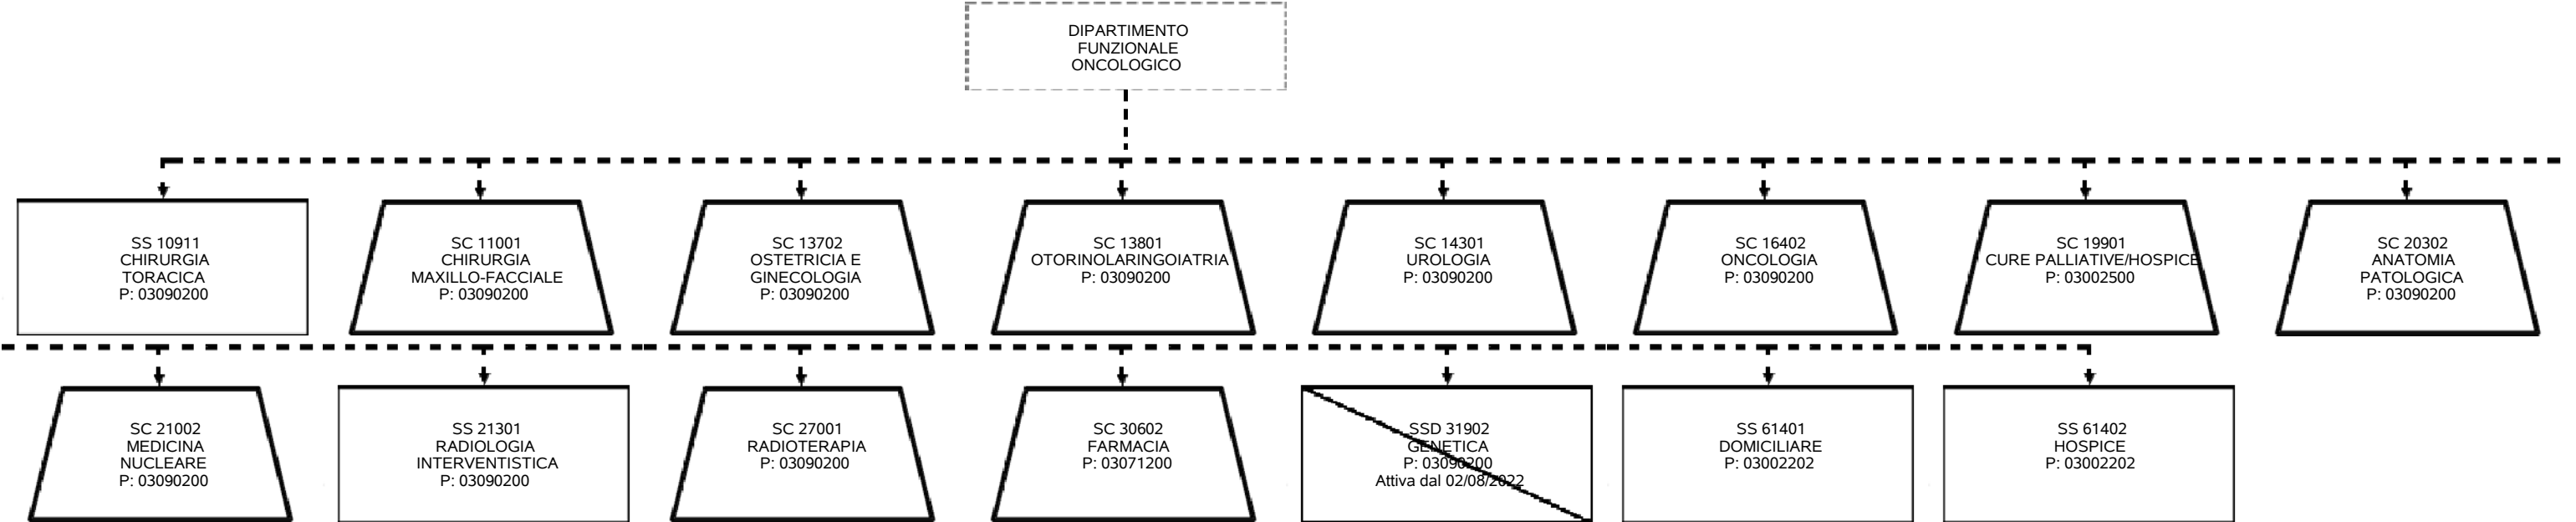 DIPARTIMENTO
FUNZIONALE
ONCOLOGICO
SS 10911
CHIRURGIA
TORACICA
P: 03090200
SC 11001
CHIRURGIA
MAXILLO-FACCIALE
P: 03090200
SC 13702
OSTETRICIA E
GINECOLOGIA
P: 03090200
SC 13801
OTORINOLARINGOIATRIA
P: 03090200
SC 14301
UROLOGIA
P: 03090200
SC 16402
ONCOLOGIA
P: 03090200
SC 19901
CURE PALLIATIVE/HOSPICE
P: 03002500
SC 20302
ANATOMIA
PATOLOGICA
P: 03090200
SC 21002
MEDICINA
NUCLEARE
P: 03090200
SS 21301
RADIOLOGIA
INTERVENTISTICA
P: 03090200
SC 27001
RADIOTERAPIA
P: 03090200
SC 30602
FARMACIA
P: 03071200
SSD 31902
GENETICA
P: 03090200
Attiva dal 02/08/2022
SS 61401
DOMICILIARE
P: 03002202
SS 61402
HOSPICE
P: 03002202